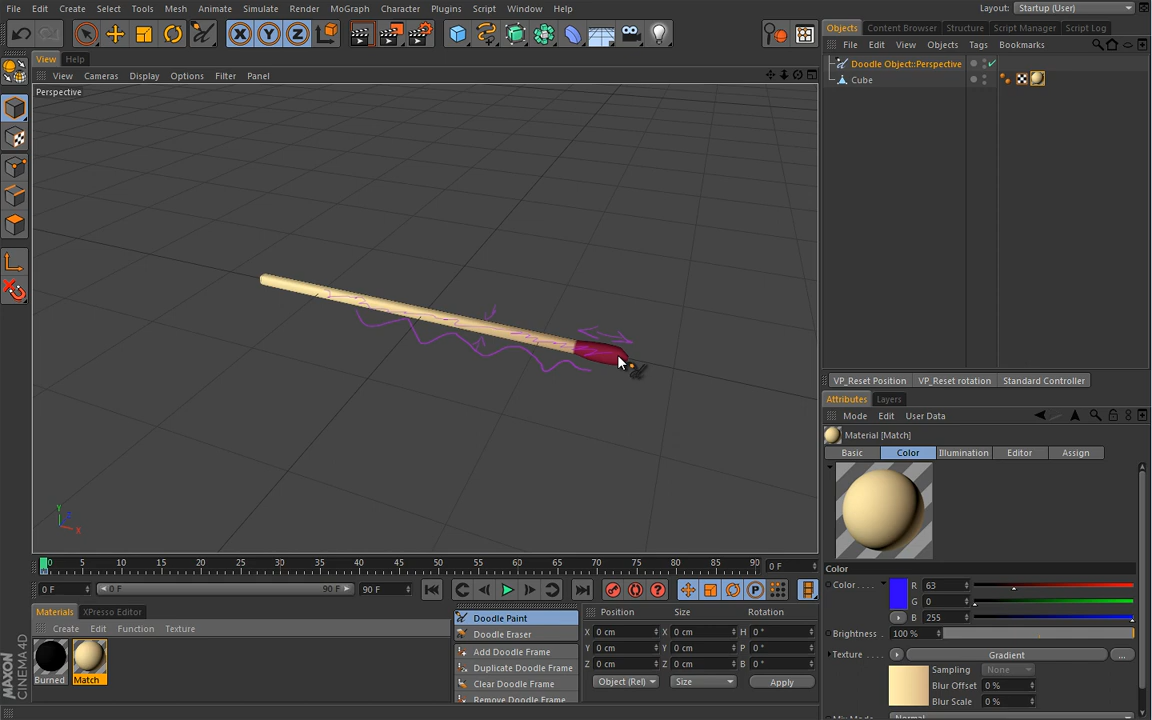 File Edit Create Select Tools Mesh Animate Simulate Render MoGraph Character Plugins Script Window Help Layout: Startup (User)
X Y Z
Objects Content Browser Structure Script Manager Script Log
File Edit View Objects Tags Bookmarks
View Help
View Cameras Display Options Filter Panel
Perspective
Doodle Object::Perspective
Cube
VP_Reset Position VP_Reset rotation Standard Controller
Attributes Layers
Mode Edit User Data
Material [Match]
Basic Color Illumination Editor Assign
Y
Z
X
Color
Color . . . . R 63
G 0
B 255
Brightness . 100 %
Texture . . . . Gradient ...
Sampling None
Blur Offset 0 %
Blur Scale 0 %
Mix Mode Normal
0 5 10 15 20 25 30 35 40 45 50 55 60 65 70 75 80 85 90 0 F
0 F 0 F 90 F 90 F P
Materials XPresso Editor
Create Edit Function Texture
Burned Match
Doodle Paint
Doodle Eraser
Add Doodle Frame
Duplicate Doodle Frame
Clear Doodle Frame
Remove Doodle Frame
Position Size Rotation
X 0 cm X 0 cm H 0 °
Y 0 cm Y 0 cm P 0 °
Z 0 cm Z 0 cm B 0 °
Object (Rel) Size Apply
MAXON CINEMA 4D